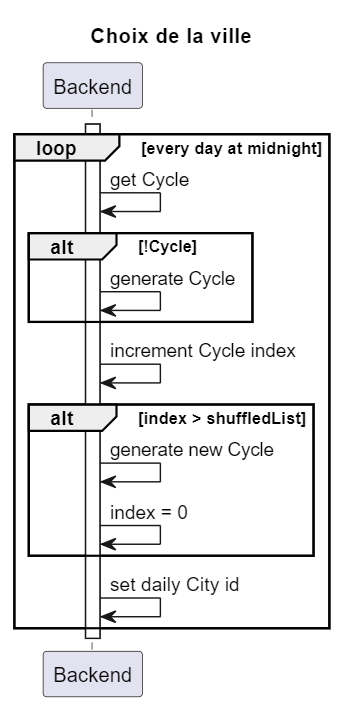 Choix de la ville
Backend
loop [every day at midnight]
get Cycle
alt [!Cycle]
generate Cycle
increment Cycle index
alt [index > shuffledList]
generate new Cycle
index = 0
set daily City id
Backend